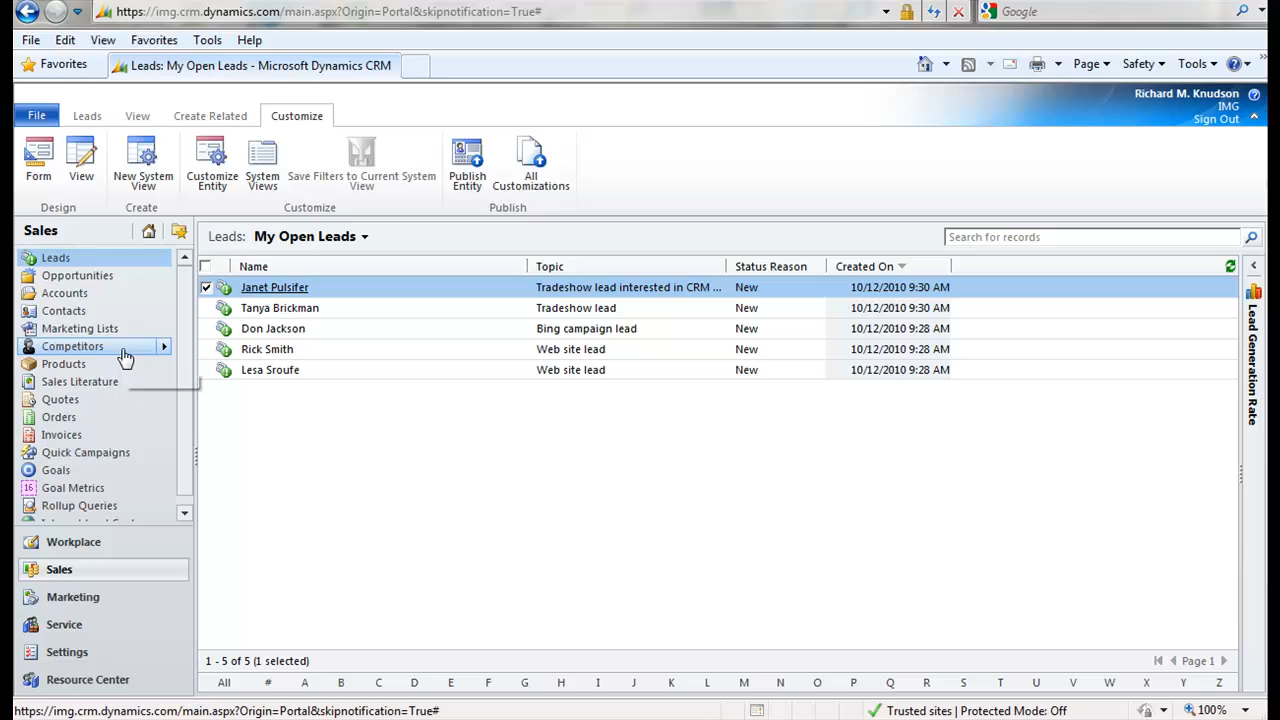 https://img.crm.dynamics.com/main.aspx?Origin=Portal&skipnotification=True#
Google
File Edit View Favorites Tools Help
Favorites
Leads: My Open Leads - Microsoft Dynamics CRM
Page Safety Tools
Richard M. Knudson
IMG
Sign Out
File Leads View Create Related Customize
Form
View
New System View
Customize Entity
System Views
Save Filters to Current System View
Publish Entity
All Customizations
Design Create Customize Publish
Sales
Leads: My Open Leads
Search for records
Leads
Opportunities
Accounts
Contacts
Marketing Lists
Competitors
Products
Sales Literature
Quotes
Orders
Invoices
Quick Campaigns
Goals
16 Goal Metrics
Rollup Queries
Workplace
Sales
Marketing
Service
Settings
Resource Center
Name Topic Status Reason Created On
Janet Pulsifer Tradeshow lead interested in CRM ... New 10/12/2010 9:30 AM
Tanya Brickman Tradeshow lead New 10/12/2010 9:30 AM
Don Jackson Bing campaign lead New 10/12/2010 9:28 AM
Rick Smith Web site lead New 10/12/2010 9:28 AM
Lesa Sroufe Web site lead New 10/12/2010 9:28 AM
Lead Generation Rate
1 - 5 of 5 (1 selected)
Page 1
All # A B C D E F G H I J K L M N O P Q R S T U V W X Y Z
https://img.crm.dynamics.com/main.aspx?Origin=Portal&skipnotification=True#
Trusted sites | Protected Mode: Off
100%